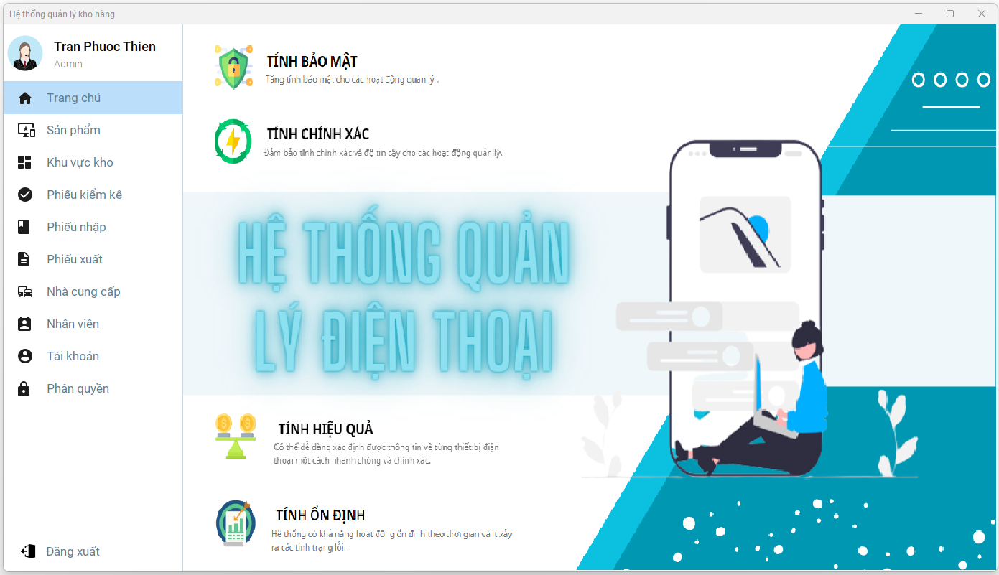 Hệ thống quản lý kho hàng
Tran Phuoc Thien
Admin
Trang chủ
Sản phẩm
Khu vực kho
Phiếu kiểm kê
Phiếu nhập
Phiếu xuất
Nhà cung cấp
Nhân viên
Tài khoản
Phân quyền
Đăng xuất
TÍNH BẢO MẬT
Tăng tính bảo mật cho các hoạt động quản lý .
TÍNH CHÍNH XÁC
Đảm bảo tính chính xác và độ tin cậy cho các hoạt động quản lý.
HỆ THỐNG QUẢN
LÝ ĐIỆN THOẠI
TÍNH HIỆU QUẢ
Có thể dễ dàng xác định được thông tin về từng thiết bị điện
thoại một cách nhanh chóng và chính xác.
TÍNH ỔN ĐỊNH
Hệ thống có khả năng hoạt động ổn định theo thời gian và ít xảy
ra các tình trạng lỗi.